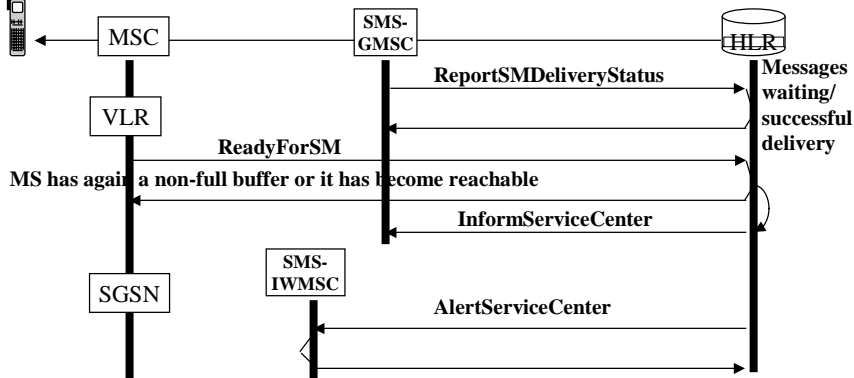 SMS-
GMSC
MSC
HLR
ReportSMDeliveryStatus
Messages
waiting/
successful
delivery
VLR
ReadyForSM
MS has again a non-full buffer or it has become reachable
InformServiceCenter
SMS-
IWMSC
SGSN
AlertServiceCenter